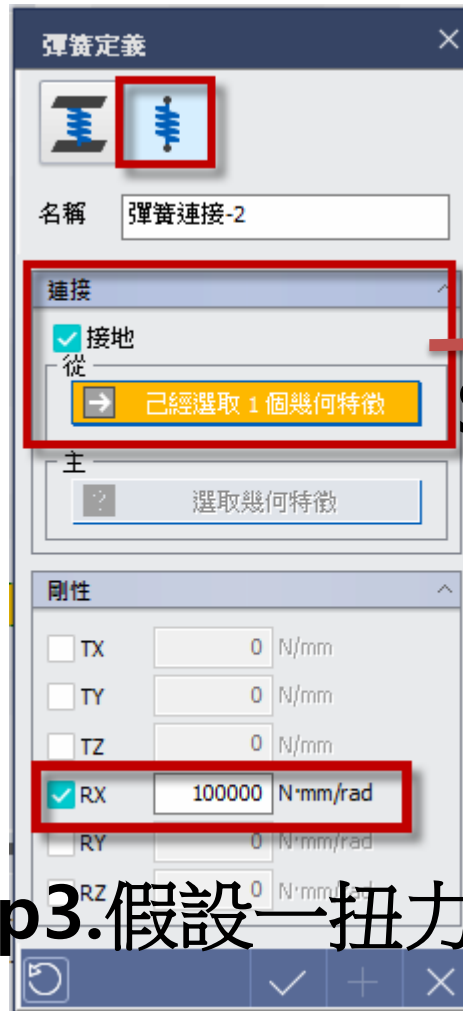 彈簧定義
名稱 彈簧連接-2
連接
接地
從
已經選取 1 個幾何特徵
主
選取幾何特徵
剛性
TX 0 N/mm
TY 0 N/mm
TZ 0 N/mm
RX 100000 N·mm/rad
RY 0 N·mm/rad
RZ 0 N·mm/rad
p3.假設一扭力